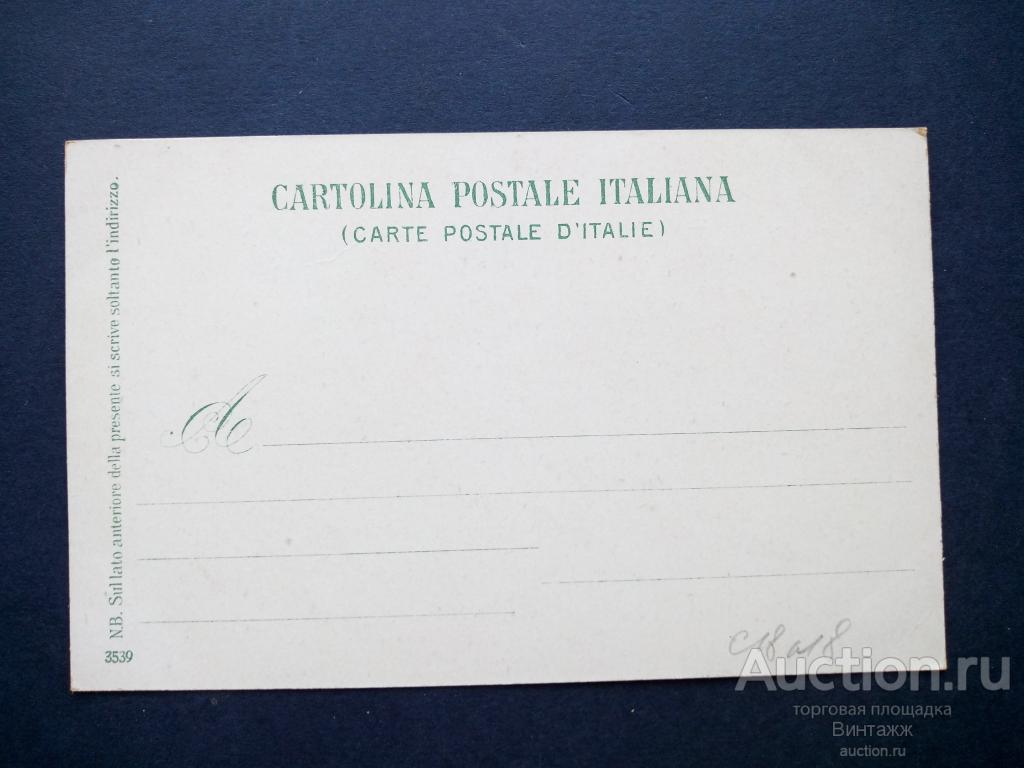 CARTOLINA POSTALE ITALIANA
(CARTE POSTALE D'ITALIE)
A
N.B. Sul lato anteriore della presente si scrive soltanto l'indirizzo.
3539
Auction.ru
торговая площадка
Винтажж
auction.ru